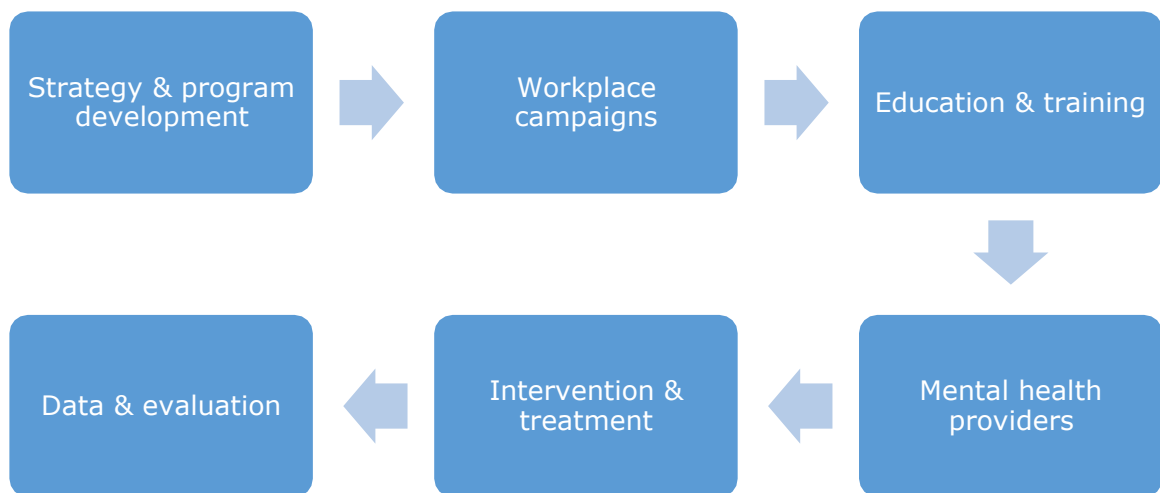 Strategy & program
development
Workplace
campaigns
Education & training
Mental health
providers
Intervention &
treatment
Data & evaluation